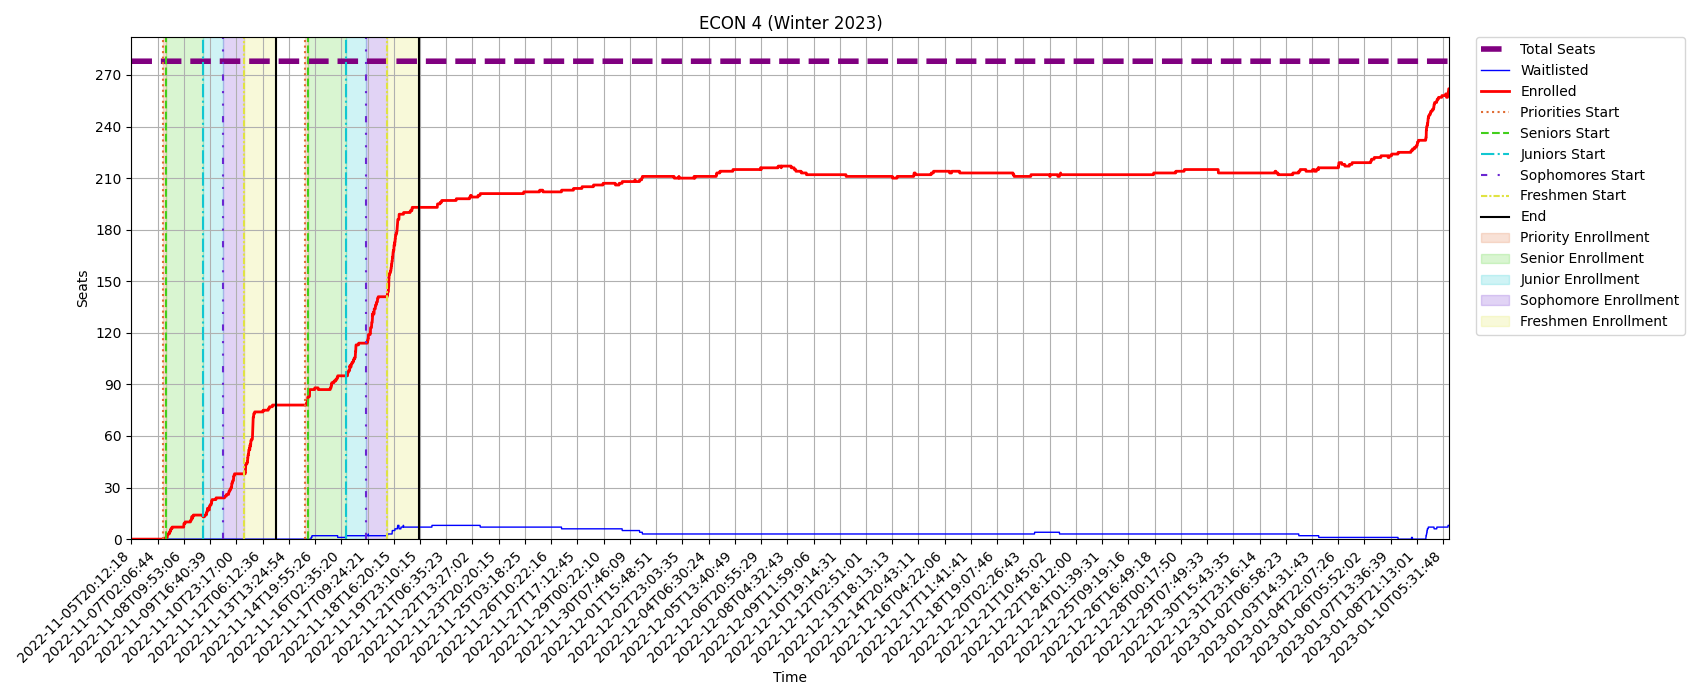 ECON 4 (Winter 2023)
Total Seats
Waitlisted
Enrolled
Priorities Start
Seniors Start
Juniors Start
Sophomores Start
Freshmen Start
End
Priority Enrollment
Senior Enrollment
Junior Enrollment
Sophomore Enrollment
Freshmen Enrollment
Seats
270
240
210
180
150
120
90
60
30
0
2022-11-05T20:12:18
2022-11-07T02:06:44
2022-11-08T09:53:06
2022-11-09T16:40:39
2022-11-10T23:17:00
2022-11-12T06:12:36
2022-11-13T13:24:54
2022-11-14T19:55:26
2022-11-16T02:35:20
2022-11-17T09:24:21
2022-11-18T16:20:15
2022-11-19T23:10:15
2022-11-21T06:35:23
2022-11-22T13:27:02
2022-11-23T20:20:15
2022-11-25T03:18:25
2022-11-26T10:22:16
2022-11-27T17:12:45
2022-11-29T00:22:10
2022-11-30T07:46:09
2022-12-01T15:48:51
2022-12-02T23:03:35
2022-12-04T06:30:24
2022-12-05T13:40:49
2022-12-06T20:55:29
2022-12-08T04:32:43
2022-12-09T11:59:06
2022-12-10T19:14:31
2022-12-12T02:51:01
2022-12-13T18:13:13
2022-12-14T20:43:11
2022-12-16T04:22:06
2022-12-17T11:41:41
2022-12-18T19:07:46
2022-12-20T02:26:43
2022-12-21T10:45:02
2022-12-22T18:12:00
2022-12-24T01:39:31
2022-12-25T09:19:16
2022-12-26T16:49:18
2022-12-28T00:17:50
2022-12-29T07:49:33
2022-12-30T15:43:35
2022-12-31T23:16:14
2023-01-02T06:58:23
2023-01-03T14:31:43
2023-01-04T22:07:26
2023-01-06T05:52:02
2023-01-07T13:36:39
2023-01-08T21:13:01
2023-01-10T05:31:48
Time